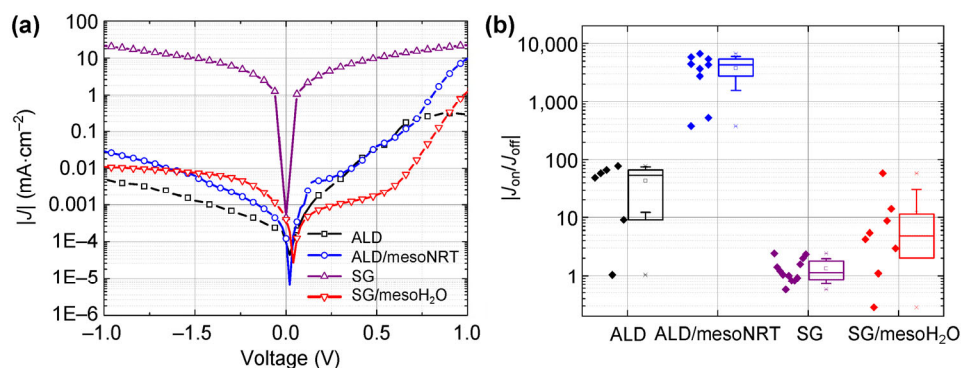 (a)
100
10
1
0.1
0.01
0.001
1E–4
1E–5
1E–6
|J| (mA·cm⁻²)
ALD
ALD/mesoNRT
SG
SG/mesoH₂O
–1.0 –0.5 0.0 0.5 1.0
Voltage (V)
(b)
10,000
1,000
100
10
1
|Jon/Joff|
ALD ALD/mesoNRT SG SG/mesoH₂O